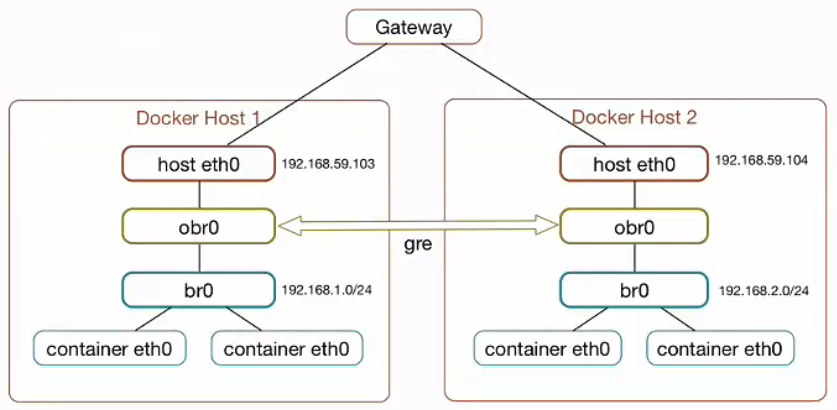 Gateway
Docker Host 1
Docker Host 2
host eth0
192.168.59.103
host eth0
192.168.59.104
obr0
gre
obr0
br0
192.168.1.0/24
br0
192.168.2.0/24
container eth0
container eth0
container eth0
container eth0